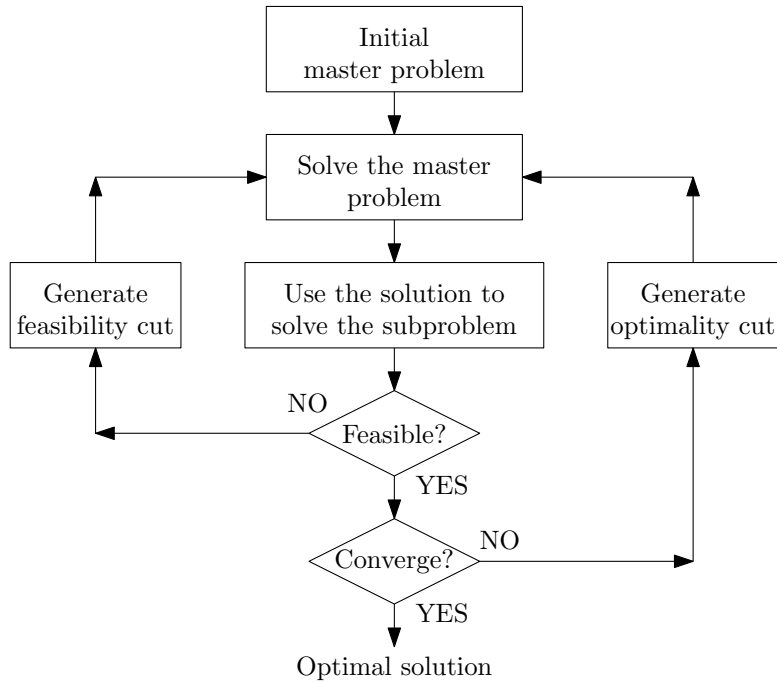 Initial
master problem
Solve the master
problem
Generate
feasibility cut
Use the solution to
solve the subproblem
Generate
optimality cut
NO
Feasible?
YES
Converge?
NO
YES
Optimal solution